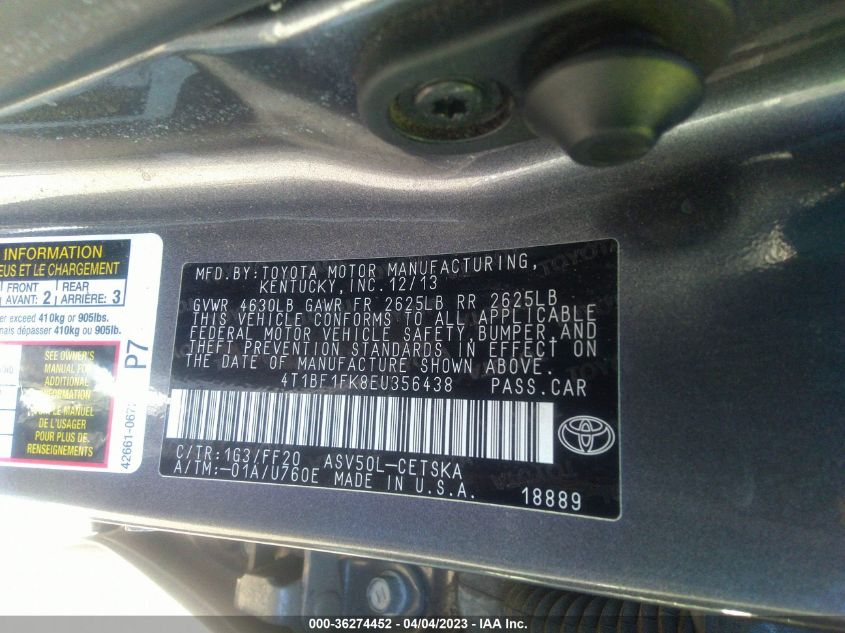 INFORMATION
EUS ET LE CHARGEMENT
FRONT
AVANT: 2
REAR
ARRIÈRE: 3
er exceed 410kg or 905lb.
mais dépasser 410kg ou 905lb.
SEE OWNER'S
MANUAL FOR
ADDITIONAL
INFORMATION
LE MANUEL
DE L'USAGER
POUR PLUS DE
RENSEIGNEMENTS
P7
MFD.BY:TOYOTA MOTOR MANUFACTURING,
KENTUCKY, INC.12/13
GVWR 4630LB GAWR FR 2625LB RR 2625LB
THIS VEHICLE CONFORMS TO ALL APPLICABLE
FEDERAL MOTOR VEHICLE SAFETY,BUMPER,AND
THEFT PREVENTION STANDARDS IN EFFECT ON
THE DATE OF MANUFACTURE SHOWN ABOVE.
4T1BF1FK8EU356438 PASS.CAR
C/TR:1G3/FF20 ASV50L-CETSKA
A/TM:-01A/U760E MADE IN U.S.A.
18889
000-36274452 - 04/04/2023 - IAA Inc.